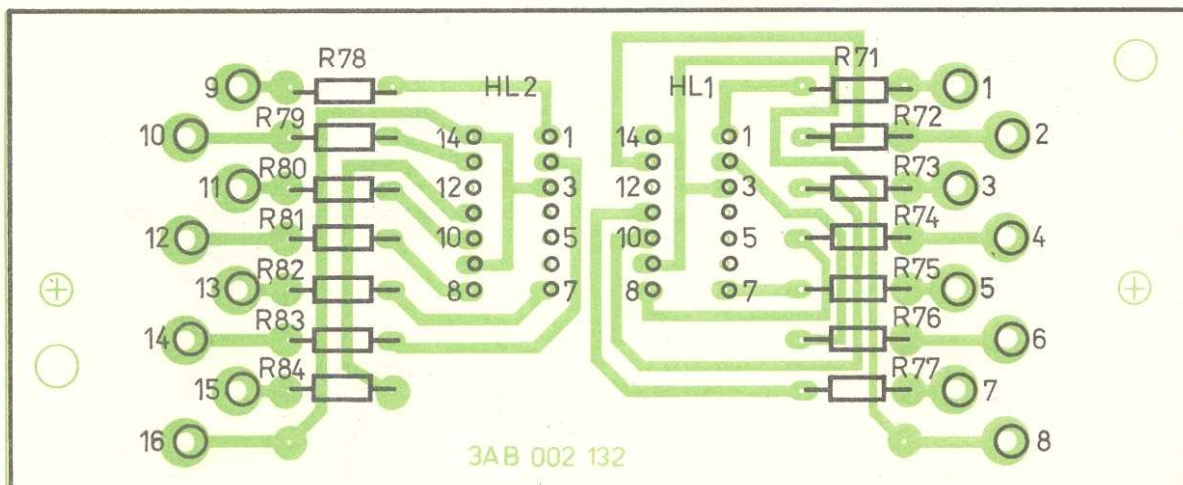 R78 HL2 HL1 R71
9 1
R79 R72
10 14 1 14 1 2
R80 R73
11 12 3 12 3 3
R81 R74
12 10 5 10 5 4
R82 R75
13 8 7 8 7 5
R83 R76
14 6
R84 R77
15 7
16 8
3AB 002 132